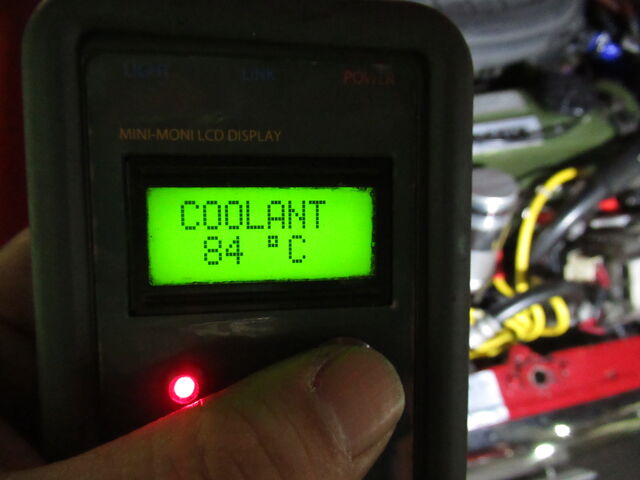 LIGHT LINK POWER
MINI-MONI LCD DISPLAY
COOLANT
84 °C